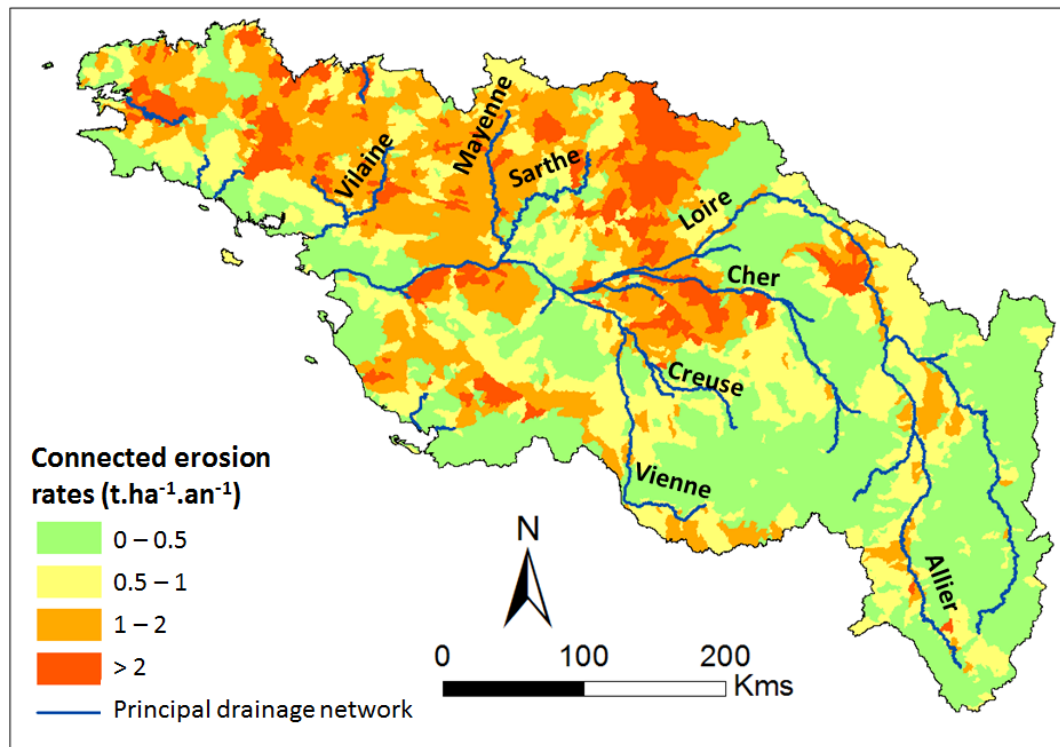 Mayenne
Vilaine
Sarthe
Loire
Cher
Creuse
Vienne
Allier
Connected erosion
rates (t.ha⁻¹.an⁻¹)
0 – 0.5
0.5 – 1
1 – 2
> 2
Principal drainage network
N
0 100 200
Kms